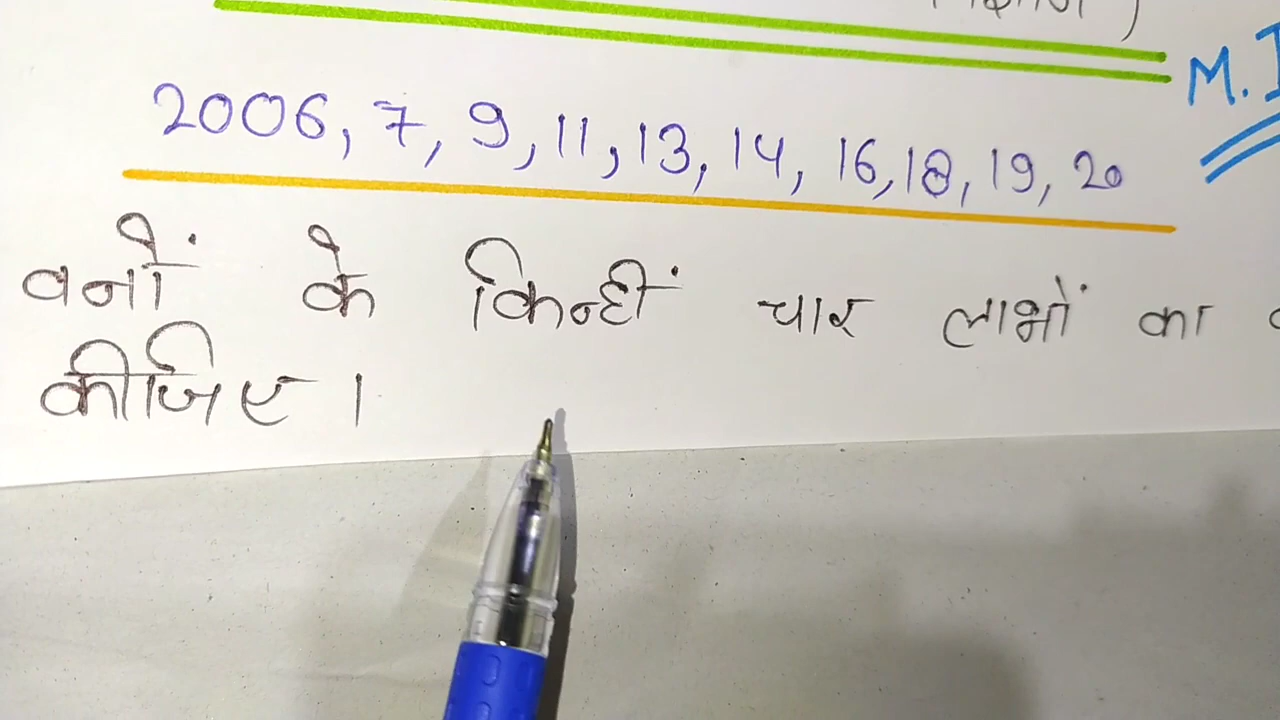 M.I
2006, 7, 9, 11, 13, 14, 16, 18, 19, 20
वनों के किन्हीं चार लाभों का
कीजिए ।